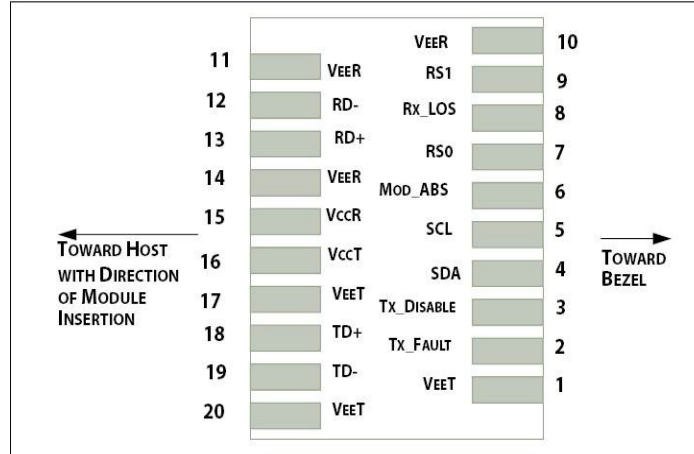 11 VEER
12 RD-
13 RD+
14 VEER
15 VCCR
16 VCCT
17 VEET
18 TD+
19 TD-
20 VEET
VEER 10
RS1 9
RX_LOS 8
RS0 7
MOD_ABS 6
SCL 5
SDA 4
TX_DISABLE 3
TX_FAULT 2
VEET 1
TOWARD HOST
WITH DIRECTION
OF MODULE
INSERTION
TOWARD
BEZEL